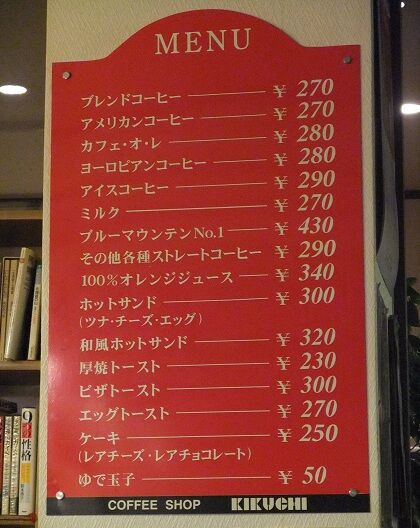 MENU
ブレンドコーヒー ¥ 270
アメリカンコーヒー ¥ 270
カフェ・オ・レ ¥ 280
ヨーロピアンコーヒー ¥ 280
アイスコーヒー ¥ 290
ミルク ¥ 270
ブルーマウンテンNo.1 ¥ 430
その他各種ストレートコーヒー ¥ 290
100%オレンジジュース ¥ 340
ホットサンド ¥ 300
(ツナ・チーズ・エッグ)
和風ホットサンド ¥ 320
厚焼トースト ¥ 230
ピザトースト ¥ 300
エッグトースト ¥ 270
ケーキ ¥ 250
(レアチーズ・レアチョコレート)
ゆで玉子 ¥ 50
COFFEE SHOP KIKUCHI